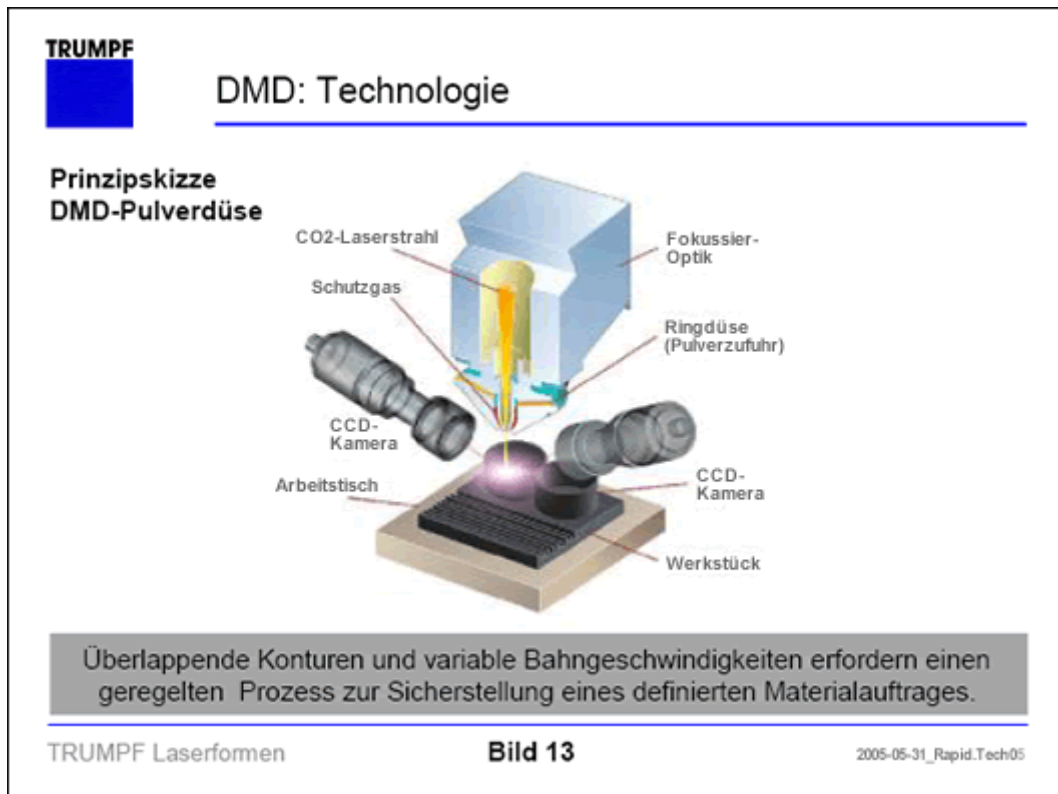 TRUMPF
DMD: Technologie
Prinzipskizze
DMD-Pulverdüse
CO2-Laserstrahl
Schutzgas
Fokussier-
Optik
Ringdüse
(Pulverzufuhr)
CCD-
Kamera
Arbeitstisch
CCD-
Kamera
Werkstück
Überlappende Konturen und variable Bahngeschwindigkeiten erfordern einen
geregelten Prozess zur Sicherstellung eines definierten Materialauftrages.
TRUMPF Laserformen
Bild 13
2005-05-31_Rapid.Tech05